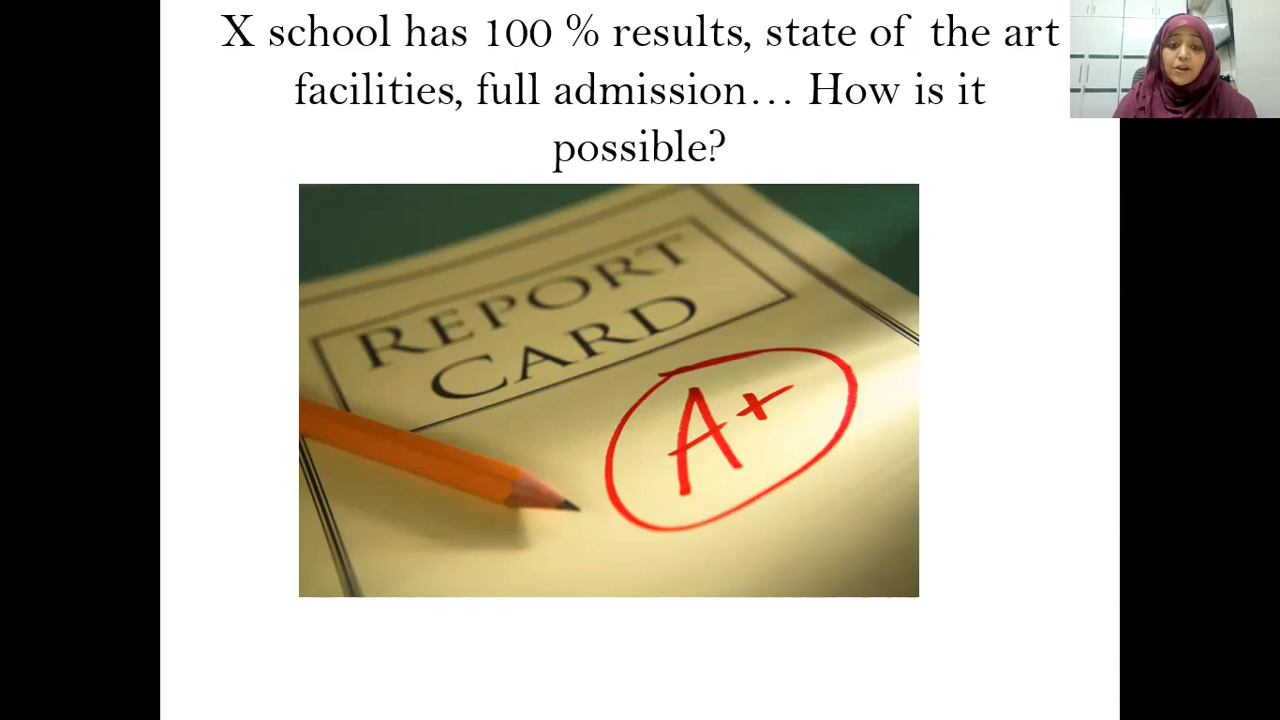 X school has 100 % results, state of the art
facilities, full admission… How is it
possible?
REPORT
CARD
A+